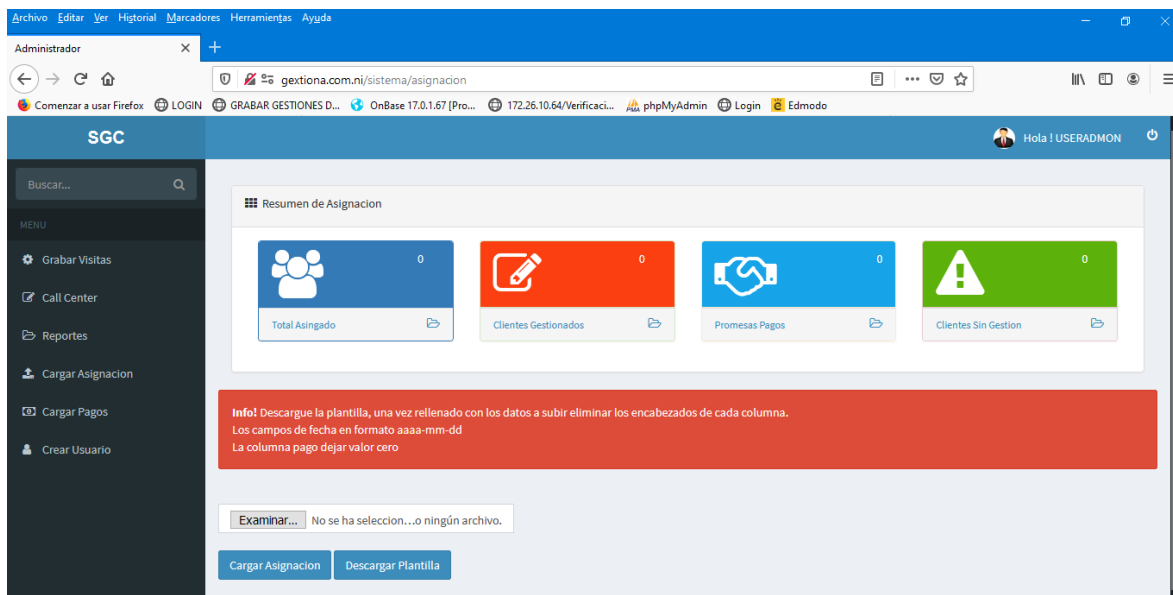 Archivo Editar Ver Historial Marcadores Herramientas Ayuda
Administrador
gextiona.com.ni/sistema/asignacion
Comenzar a usar Firefox LOGIN GRABAR GESTIONES D... OnBase 17.0.1.67 [Pro... 172.26.10.64/Verificaci... phpMyAdmin Login Edmodo
SGC
Hola ! USERADMON
Buscar...
MENU
Grabar Visitas
Call Center
Reportes
Cargar Asignacion
Cargar Pagos
Crear Usuario
Resumen de Asignacion
0
Total Asingado
0
Clientes Gestionados
0
Promesas Pagos
0
Clientes Sin Gestion
Info! Descargue la plantilla, una vez rellenado con los datos a subir eliminar los encabezados de cada columna.
Los campos de fecha en formato aaaa-mm-dd
La columna pago dejar valor cero
Examinar... No se ha seleccion...o ningún archivo.
Cargar Asignacion Descargar Plantilla